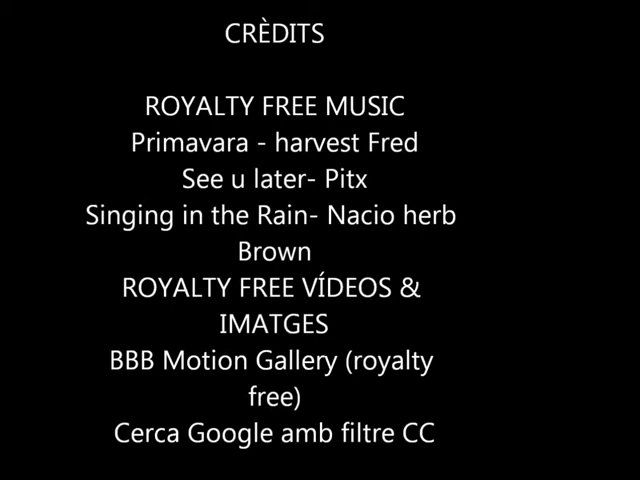 CRÈDITS
ROYALTY FREE MUSIC
Primavara - harvest Fred
See u later- Pitx
Singing in the Rain- Nacio herb
Brown
ROYALTY FREE VÍDEOS &
IMATGES
BBB Motion Gallery (royalty
free)
Cerca Google amb filtre CC